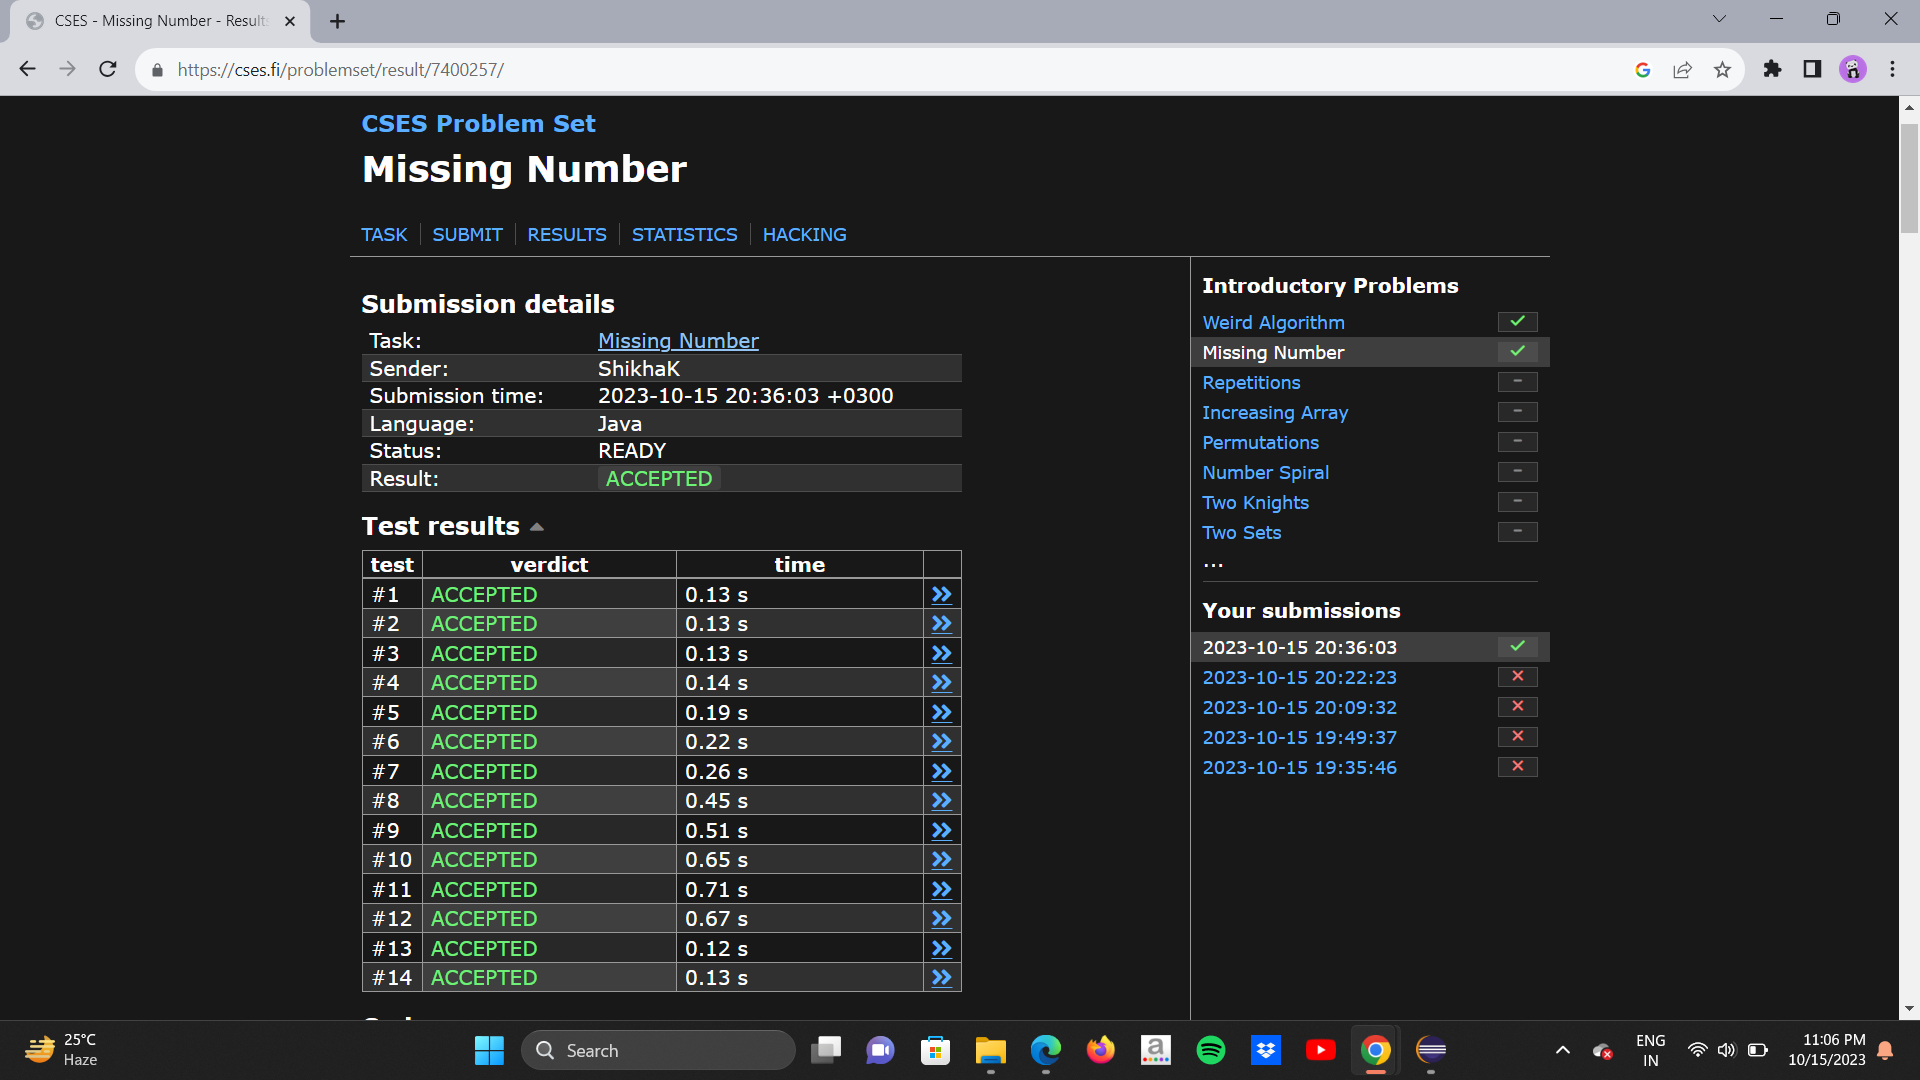 CSES - Missing Number - Results
https://cses.fi/problemset/result/7400257/
CSES Problem Set
Missing Number
TASK SUBMIT RESULTS STATISTICS HACKING
Submission details
Task: Missing Number
Sender: ShikhaK
Submission time: 2023-10-15 20:36:03 +0300
Language: Java
Status: READY
Result: ACCEPTED
Test results
test verdict time
#1 ACCEPTED 0.13 s
#2 ACCEPTED 0.13 s
#3 ACCEPTED 0.13 s
#4 ACCEPTED 0.14 s
#5 ACCEPTED 0.19 s
#6 ACCEPTED 0.22 s
#7 ACCEPTED 0.26 s
#8 ACCEPTED 0.45 s
#9 ACCEPTED 0.51 s
#10 ACCEPTED 0.65 s
#11 ACCEPTED 0.71 s
#12 ACCEPTED 0.67 s
#13 ACCEPTED 0.12 s
#14 ACCEPTED 0.13 s
Introductory Problems
Weird Algorithm
Missing Number
Repetitions
Increasing Array
Permutations
Number Spiral
Two Knights
Two Sets
...
Your submissions
2023-10-15 20:36:03
2023-10-15 20:22:23
2023-10-15 20:09:32
2023-10-15 19:49:37
2023-10-15 19:35:46
25°C
Haze
Search
ENG
IN
11:06 PM
10/15/2023